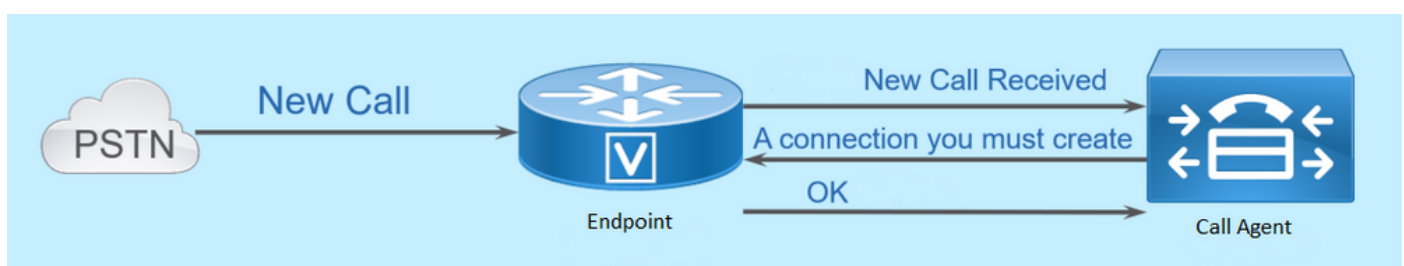 PSTN
New Call
V
Endpoint
New Call Received
A connection you must create
OK
Call Agent